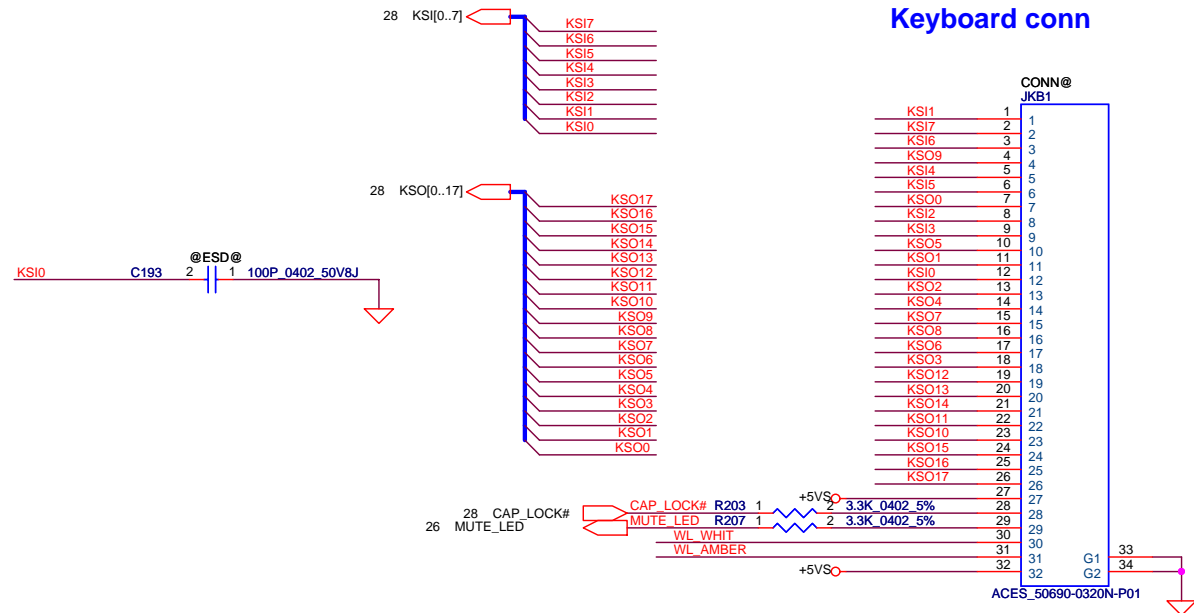 Keyboard conn
28 KSI[0..7]
KSI7
KSI6
KSI5
KSI4
KSI3
KSI2
KSI1
KSI0
28 KSO[0..17]
KSO17
KSO16
KSO15
KSO14
KSO13
KSO12
KSO11
KSO10
KSO9
KSO8
KSO7
KSO6
KSO5
KSO4
KSO3
KSO2
KSO1
KSO0
@ESD@
KSI0 C193 2 1 100P_0402_50V8J
CONN@
JKB1
KSI1 1 1
KSI7 2 2
KSI6 3 3
KSO9 4 4
KSI4 5 5
KSI5 6 6
KSO0 7 7
KSI2 8 8
KSI3 9 9
KSO5 10 10
KSO1 11 11
KSI0 12 12
KSO2 13 13
KSO4 14 14
KSO7 15 15
KSO8 16 16
KSO6 17 17
KSO3 18 18
KSO12 19 19
KSO13 20 20
KSO14 21 21
KSO11 22 22
KSO10 23 23
KSO15 24 24
KSO16 25 25
KSO17 26 26
+5VS 27 27
28 CAP_LOCK# CAP_LOCK# R203 1 2 3.3K_0402_5% 28 28
26 MUTE_LED MUTE_LED R207 1 2 3.3K_0402_5% 29 29
WL_WHIT 30 30
WL_AMBER 31 31
+5VS 32 32
G1 33
G2 34
ACES_50690-0320N-P01